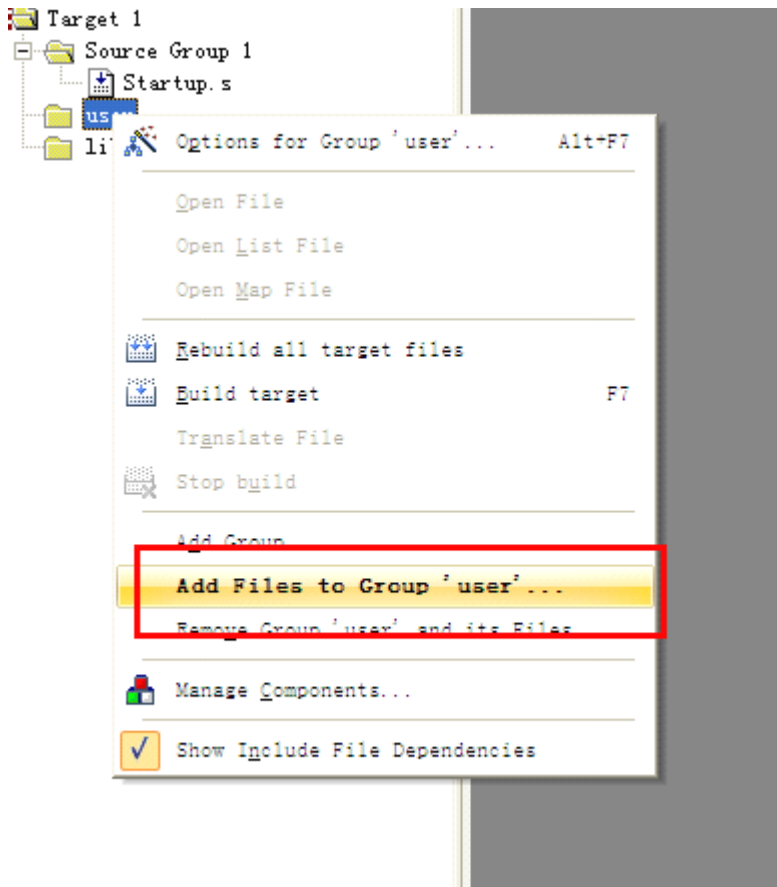 Target 1
Source Group 1
Startup.s
Options for Group 'user'... Alt+F7
Open File
Open List File
Open Map File
Rebuild all target files
Build target F7
Translate File
Stop build
Add Group
Add Files to Group 'user'...
Remove Group 'user' and its Files
Manage Components...
Show Include File Dependencies